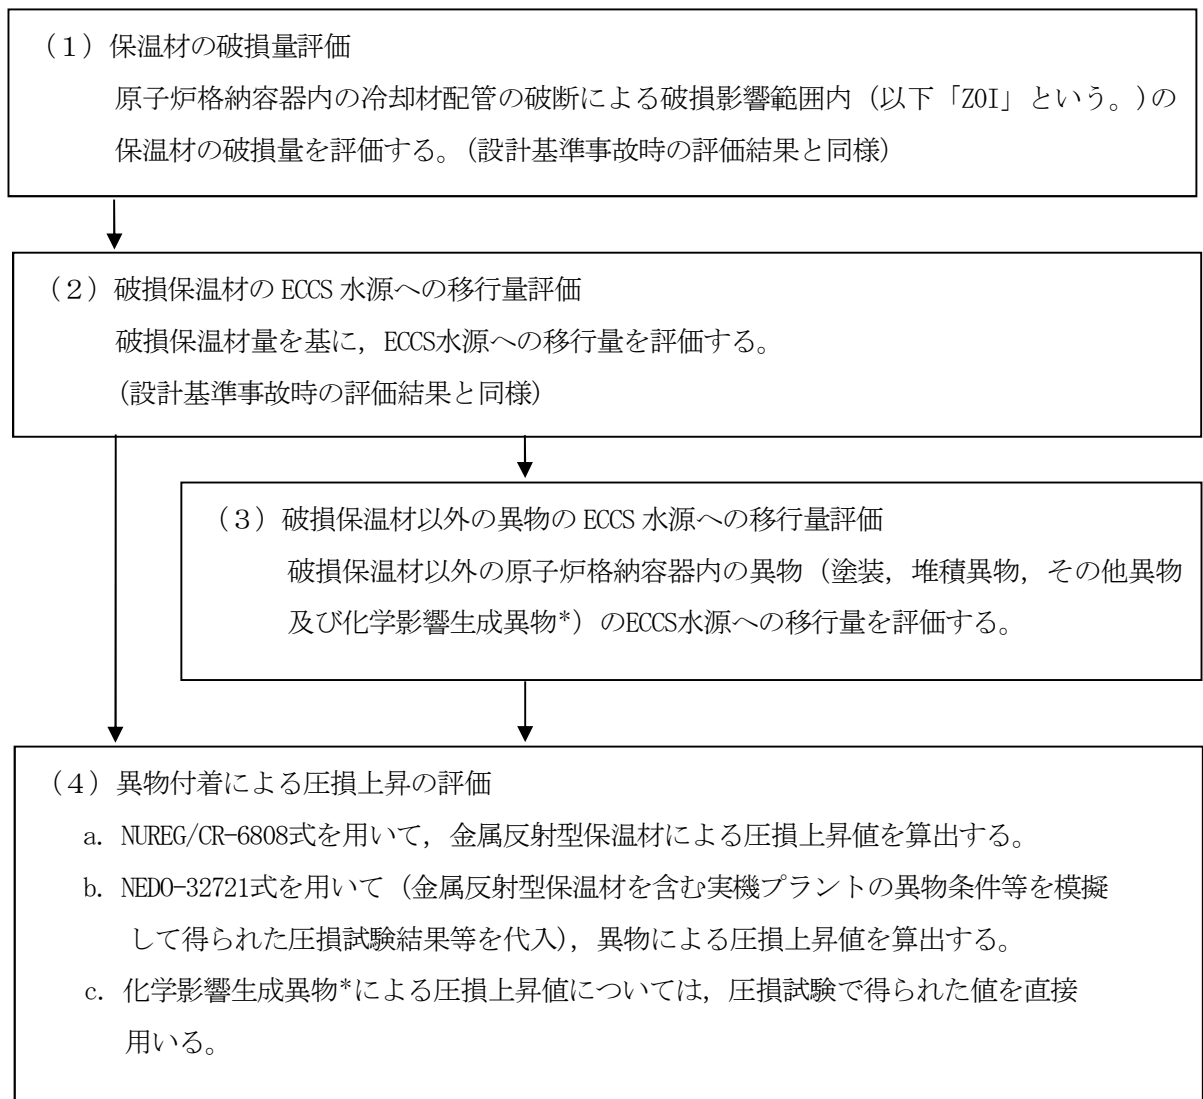 （１）保温材の破損量評価
原子炉格納容器内の冷却材配管の破断による破損影響範囲内（以下「ZOI」という。)の
保温材の破損量を評価する。（設計基準事故時の評価結果と同様）
（２）破損保温材の ECCS 水源への移行量評価
破損保温材量を基に，ECCS水源への移行量を評価する。
（設計基準事故時の評価結果と同様）
（３）破損保温材以外の異物の ECCS 水源への移行量評価
破損保温材以外の原子炉格納容器内の異物（塗装，堆積異物，その他異物
及び化学影響生成異物*）のECCS水源への移行量を評価する。
（４）異物付着による圧損上昇の評価
a. NUREG/CR-6808式を用いて，金属反射型保温材による圧損上昇値を算出する。
b. NEDO-32721式を用いて（金属反射型保温材を含む実機プラントの異物条件等を模擬
して得られた圧損試験結果等を代入），異物による圧損上昇値を算出する。
c. 化学影響生成異物*による圧損上昇値については，圧損試験で得られた値を直接
用いる。